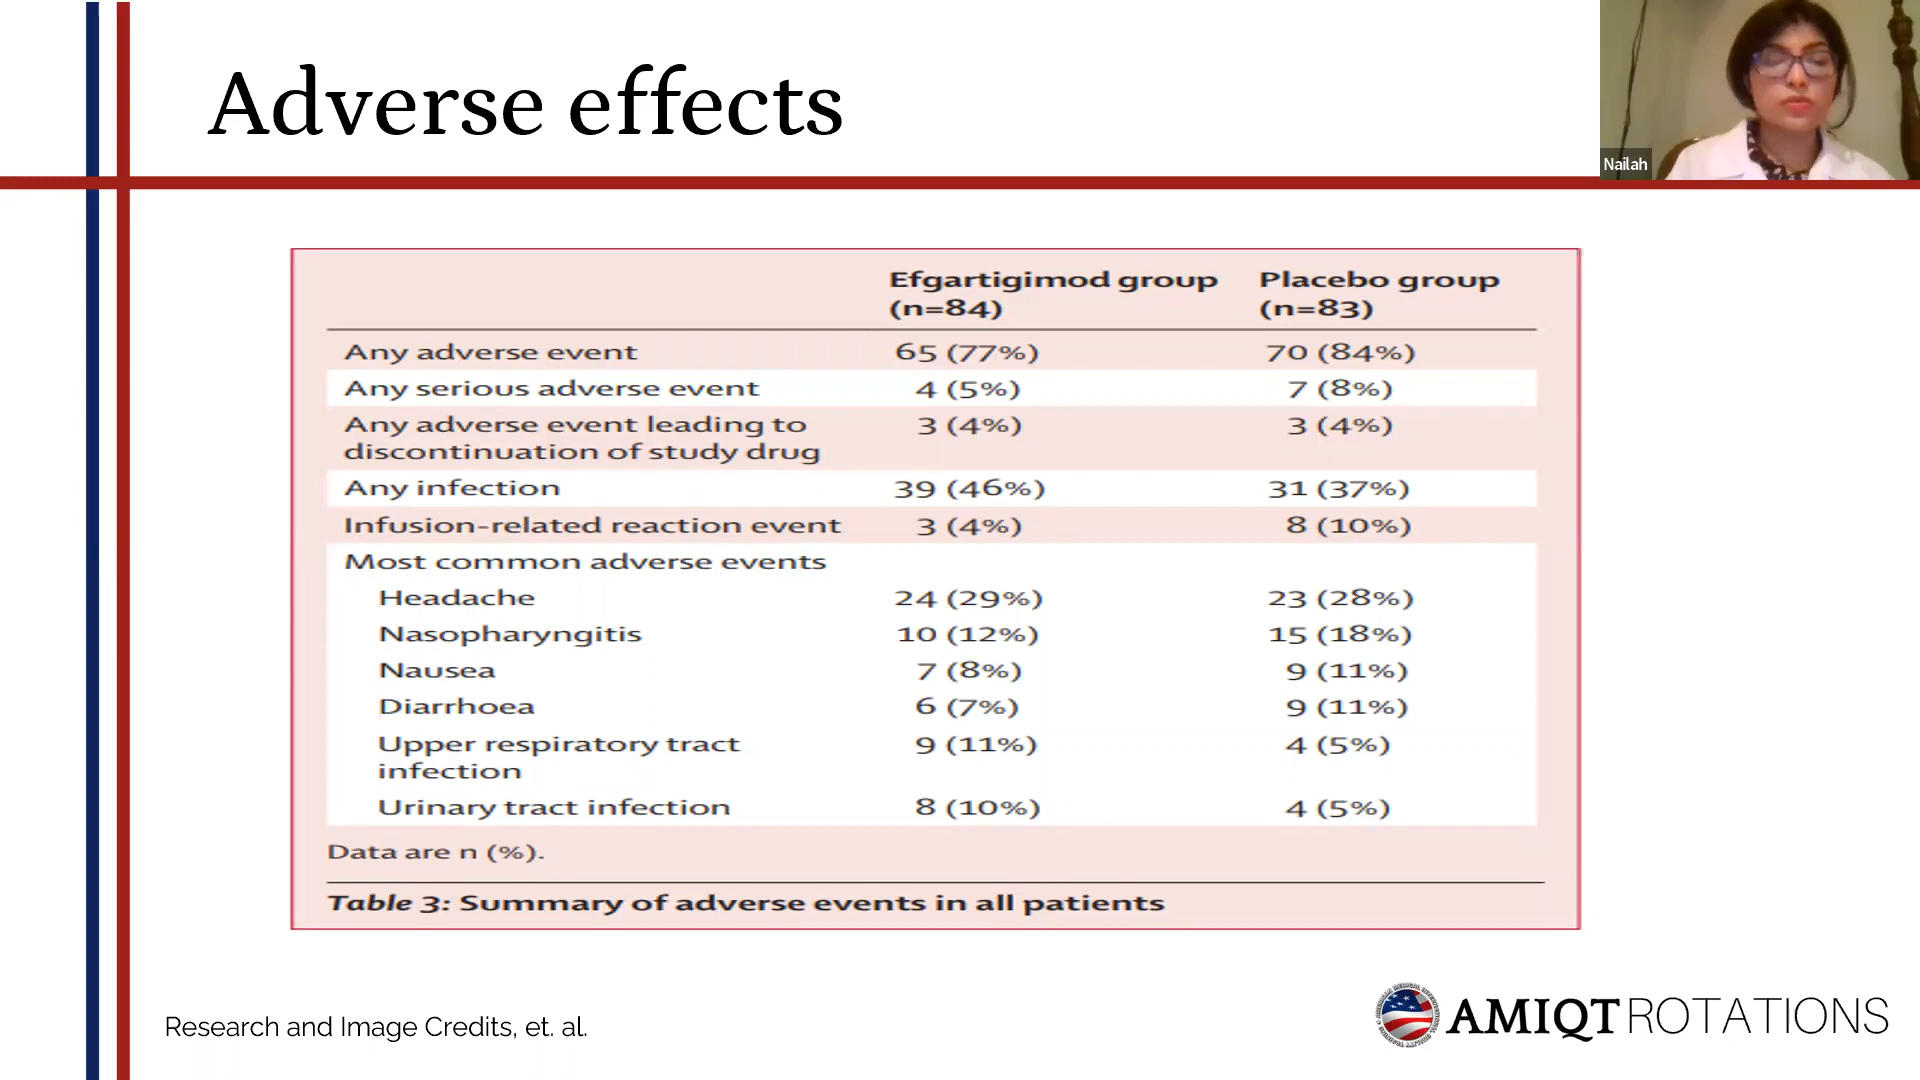 Adverse effects
Nailah
Efgartigimod group Placebo group
(n=84) (n=83)
Any adverse event 65 (77%) 70 (84%)
Any serious adverse event 4 (5%) 7 (8%)
Any adverse event leading to 3 (4%) 3 (4%)
discontinuation of study drug
Any infection 39 (46%) 31 (37%)
Infusion-related reaction event 3 (4%) 8 (10%)
Most common adverse events
Headache 24 (29%) 23 (28%)
Nasopharyngitis 10 (12%) 15 (18%)
Nausea 7 (8%) 9 (11%)
Diarrhoea 6 (7%) 9 (11%)
Upper respiratory tract 9 (11%) 4 (5%)
infection
Urinary tract infection 8 (10%) 4 (5%)
Data are n (%).
Table 3: Summary of adverse events in all patients
Research and Image Credits, et. al.
AMIQT ROTATIONS